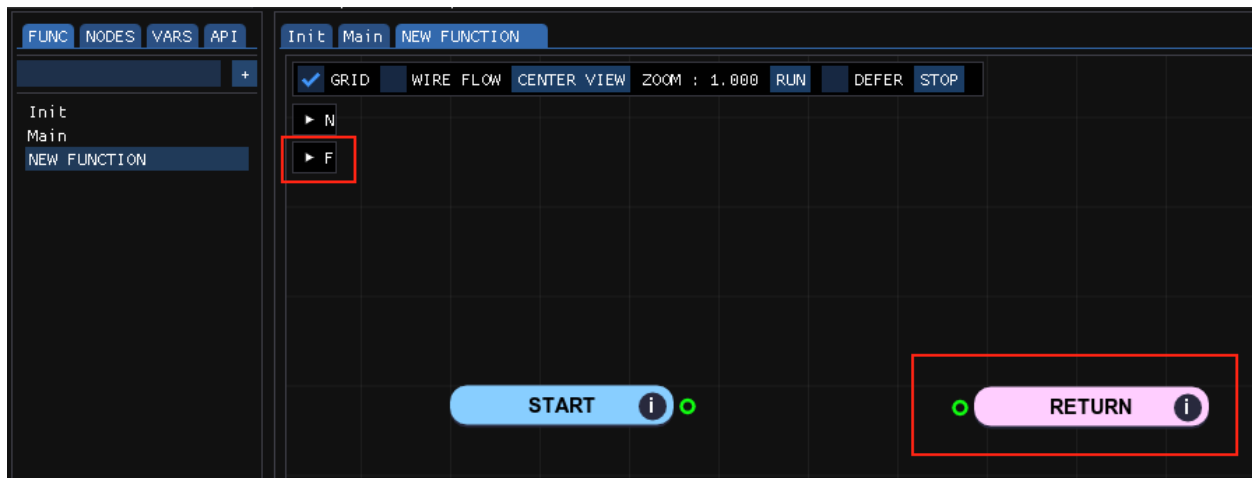 FUNC NODES VARS API
+
Init
Main
NEW FUNCTION
Init Main NEW FUNCTION
GRID WIRE FLOW CENTER VIEW ZOOM : 1.000 RUN DEFER STOP
N
F
START i
RETURN i